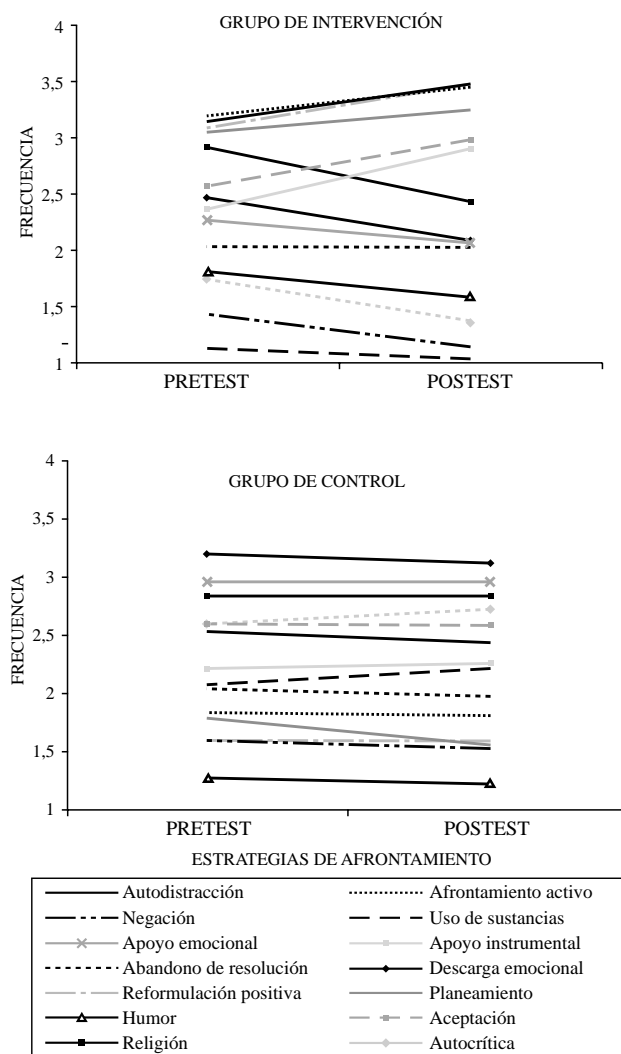 GRUPO DE INTERVENCIÓN
4
3,5
3
2,5
2
1,5
1
FRECUENCIA
PRETEST POSTEST
GRUPO DE CONTROL
4
3,5
3
2,5
2
1,5
1
FRECUENCIA
PRETEST POSTEST
ESTRATEGIAS DE AFRONTAMIENTO
Autodistracción Afrontamiento activo
Negación Uso de sustancias
Apoyo emocional Apoyo instrumental
Abandono de resolución Descarga emocional
Reformulación positiva Planeamiento
Humor Aceptación
Religión Autocrítica